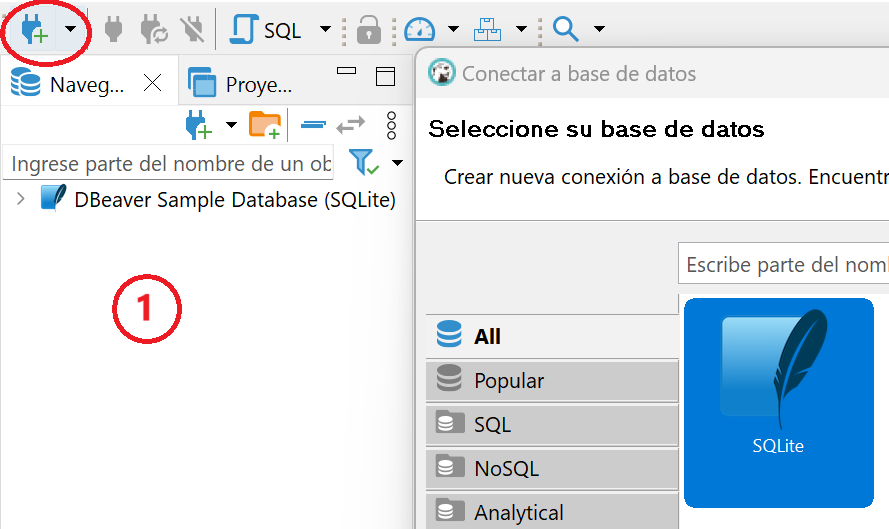 SQL
Naveg...
Proye...
Ingrese parte del nombre de un ob
DBeaver Sample Database (SQLite)
1
Conectar a base de datos
Seleccione su base de datos
Crear nueva conexión a base de datos. Encuentr
Escribe parte del nom
All
Popular
SQL
NoSQL
Analytical
SQLite